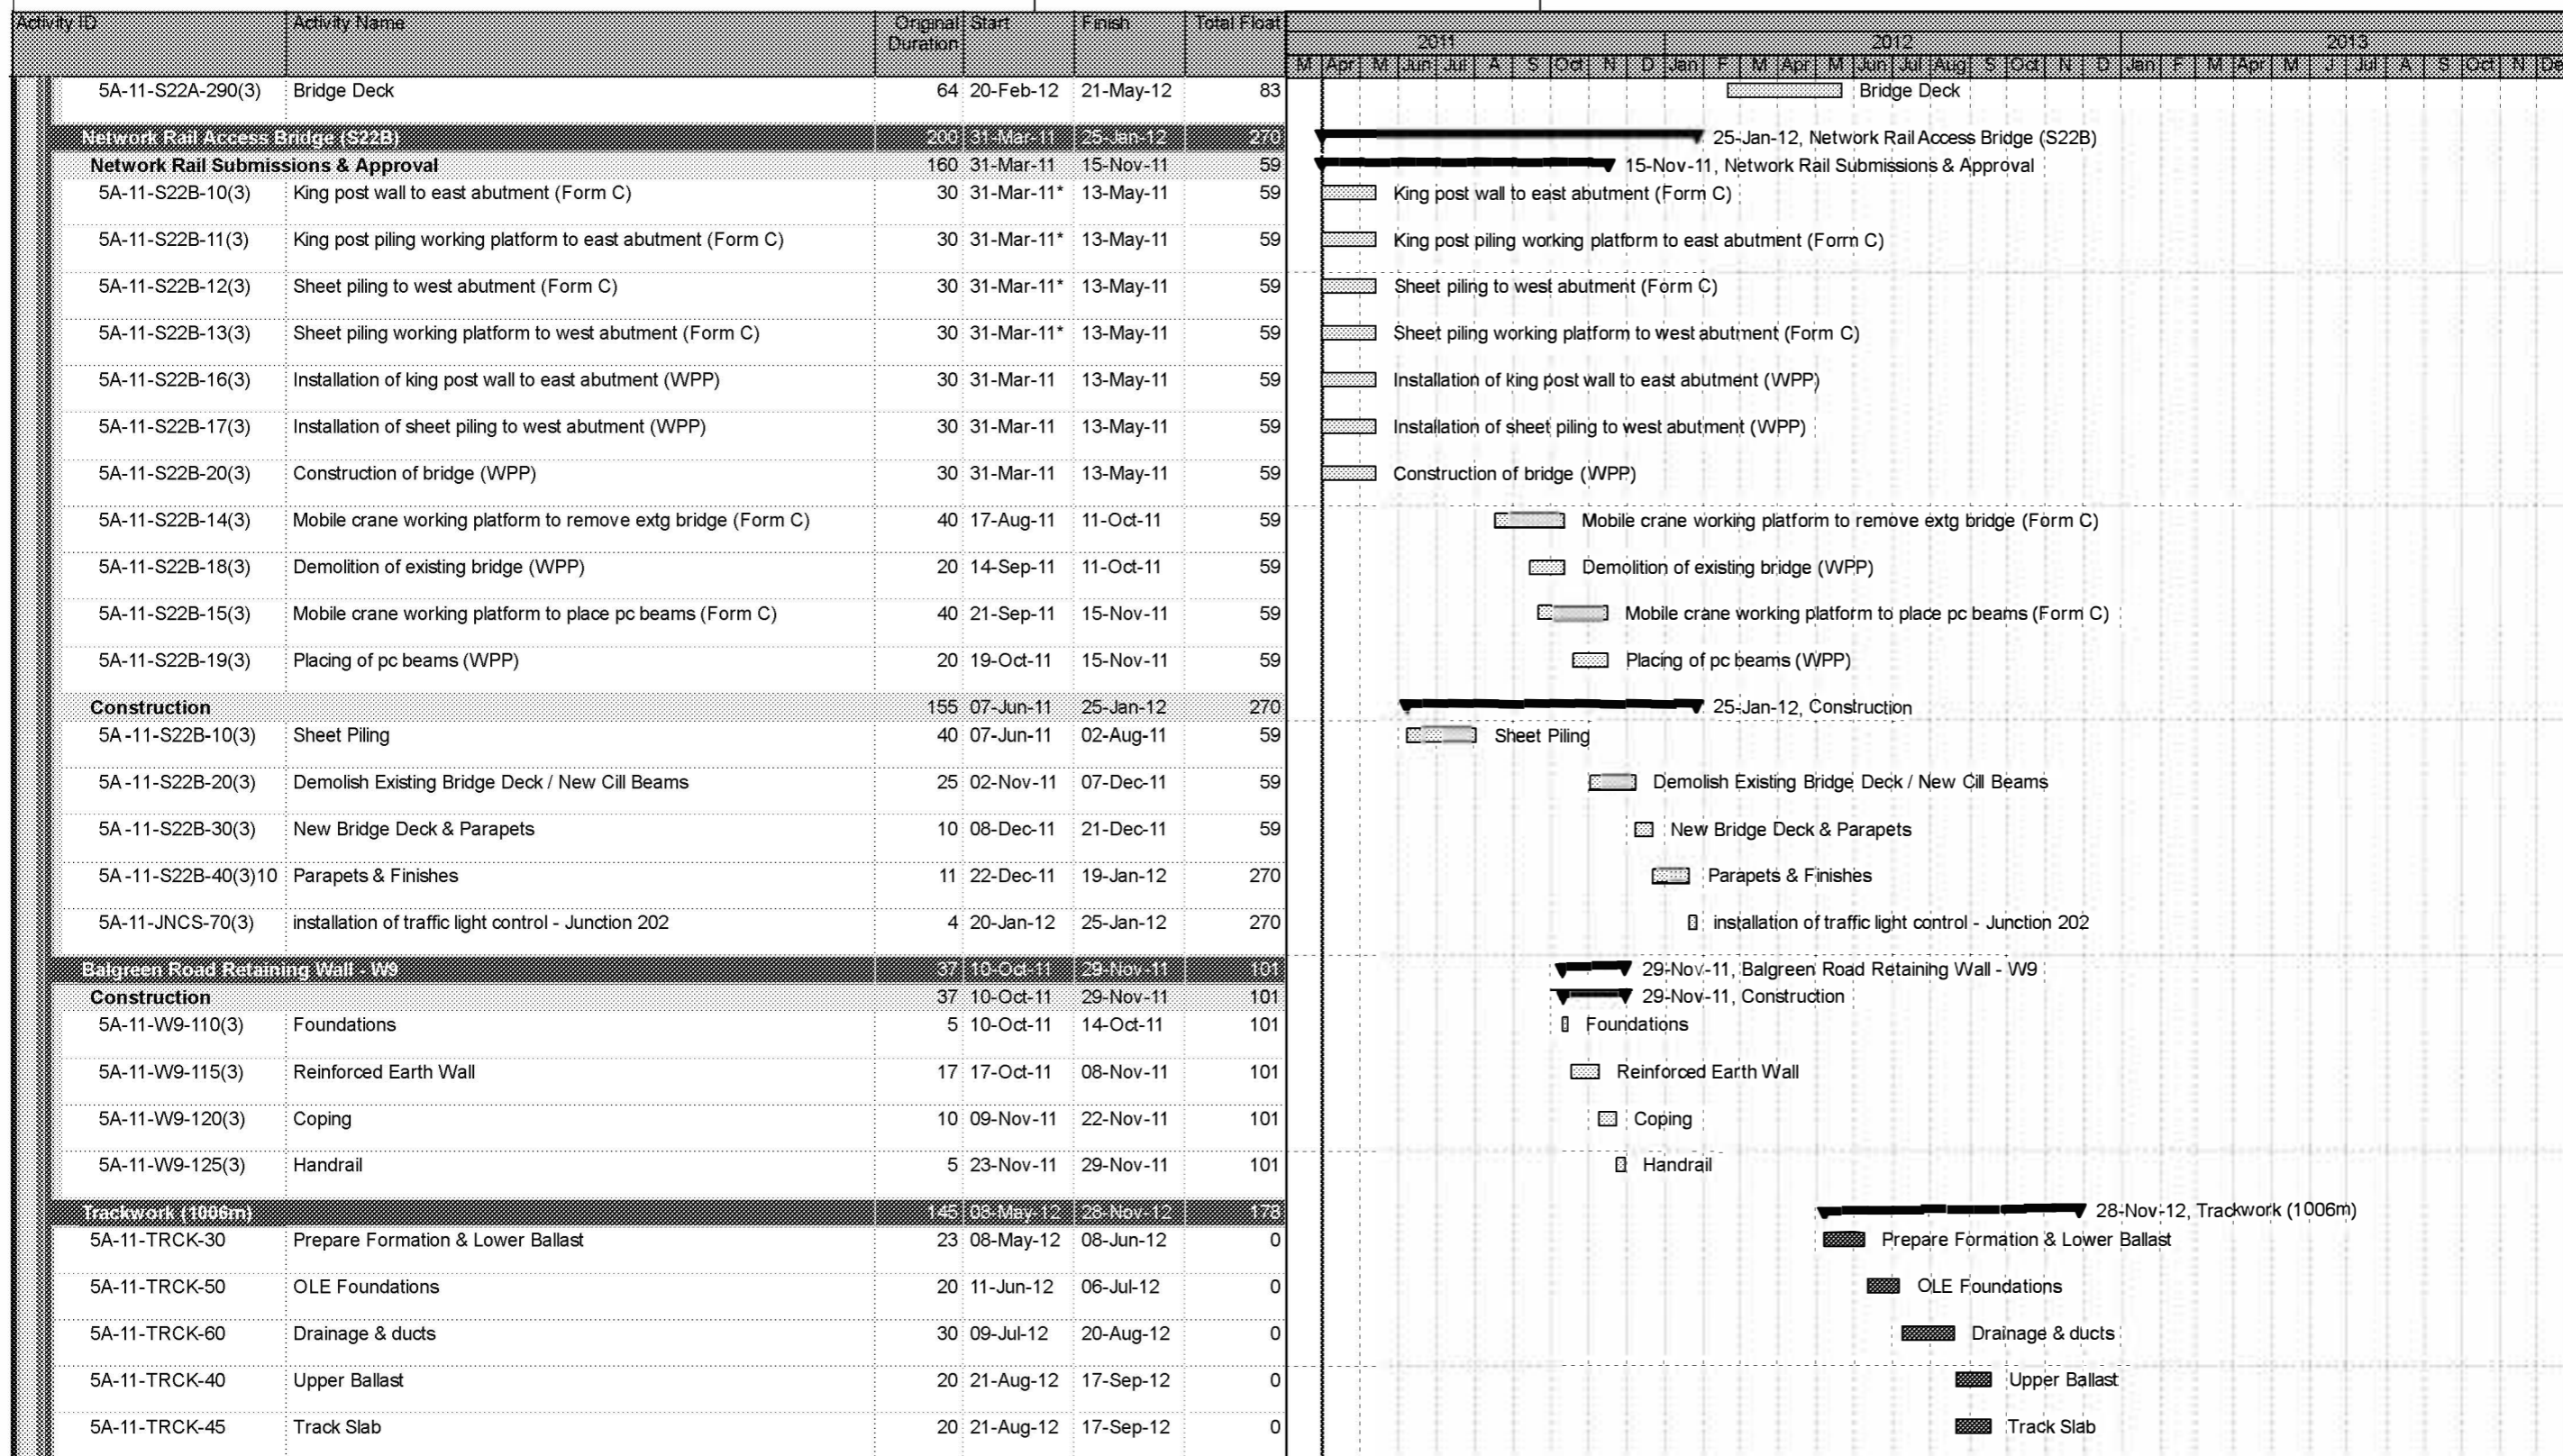 Activity ID Activity Name Original Duration Start Finish Total Float
2011 2012 2013
M Apr M Jun Jul A S Oct N D Jan F M Apr M Jun Jul Aug S Oct N D Jan F M Apr M J Jul A S Oct N De
5A-11-S22A-290(3) Bridge Deck 64 20-Feb-12 21-May-12 83 Bridge Deck
Network Rail Access Bridge (S22B) 200 31-Mar-11 25-Jan-12 270 25-Jan-12, Network Rail Access Bridge (S22B)
Network Rail Submissions & Approval 160 31-Mar-11 15-Nov-11 59 15-Nov-11, Network Rail Submissions & Approval
5A-11-S22B-10(3) King post wall to east abutment (Form C) 30 31-Mar-11* 13-May-11 59 King post wall to east abutment (Form C)
5A-11-S22B-11(3) King post piling working platform to east abutment (Form C) 30 31-Mar-11* 13-May-11 59 King post piling working platform to east abutment (Form C)
5A-11-S22B-12(3) Sheet piling to west abutment (Form C) 30 31-Mar-11* 13-May-11 59 Sheet piling to west abutment (Form C)
5A-11-S22B-13(3) Sheet piling working platform to west abutment (Form C) 30 31-Mar-11* 13-May-11 59 Sheet piling working platform to west abutment (Form C)
5A-11-S22B-16(3) Installation of king post wall to east abutment (WPP) 30 31-Mar-11 13-May-11 59 Installation of king post wall to east abutment (WPP)
5A-11-S22B-17(3) Installation of sheet piling to west abutment (WPP) 30 31-Mar-11 13-May-11 59 Installation of sheet piling to west abutment (WPP)
5A-11-S22B-20(3) Construction of bridge (WPP) 30 31-Mar-11 13-May-11 59 Construction of bridge (WPP)
5A-11-S22B-14(3) Mobile crane working platform to remove extg bridge (Form C) 40 17-Aug-11 11-Oct-11 59 Mobile crane working platform to remove extg bridge (Form C)
5A-11-S22B-18(3) Demolition of existing bridge (WPP) 20 14-Sep-11 11-Oct-11 59 Demolition of existing bridge (WPP)
5A-11-S22B-15(3) Mobile crane working platform to place pc beams (Form C) 40 21-Sep-11 15-Nov-11 59 Mobile crane working platform to place pc beams (Form C)
5A-11-S22B-19(3) Placing of pc beams (WPP) 20 19-Oct-11 15-Nov-11 59 Placing of pc beams (WPP)
Construction 155 07-Jun-11 25-Jan-12 270 25-Jan-12, Construction
5A-11-S22B-10(3) Sheet Piling 40 07-Jun-11 02-Aug-11 59 Sheet Piling
5A-11-S22B-20(3) Demolish Existing Bridge Deck / New Cill Beams 25 02-Nov-11 07-Dec-11 59 Demolish Existing Bridge Deck / New Cill Beams
5A-11-S22B-30(3) New Bridge Deck & Parapets 10 08-Dec-11 21-Dec-11 59 New Bridge Deck & Parapets
5A-11-S22B-40(3)10 Parapets & Finishes 11 22-Dec-11 19-Jan-12 270 Parapets & Finishes
5A-11-JNCS-70(3) installation of traffic light control - Junction 202 4 20-Jan-12 25-Jan-12 270 installation of traffic light control - Junction 202
Balgreen Road Retaining Wall - W9 37 10-Oct-11 29-Nov-11 101 29-Nov-11, Balgreen Road Retaining Wall - W9
Construction 37 10-Oct-11 29-Nov-11 101 29-Nov-11, Construction
5A-11-W9-110(3) Foundations 5 10-Oct-11 14-Oct-11 101 Foundations
5A-11-W9-115(3) Reinforced Earth Wall 17 17-Oct-11 08-Nov-11 101 Reinforced Earth Wall
5A-11-W9-120(3) Coping 10 09-Nov-11 22-Nov-11 101 Coping
5A-11-W9-125(3) Handrail 5 23-Nov-11 29-Nov-11 101 Handrail
Trackwork (1006m) 145 08-May-12 28-Nov-12 178 28-Nov-12, Trackwork (1006m)
5A-11-TRCK-30 Prepare Formation & Lower Ballast 23 08-May-12 08-Jun-12 0 Prepare Formation & Lower Ballast
5A-11-TRCK-50 OLE Foundations 20 11-Jun-12 06-Jul-12 0 OLE Foundations
5A-11-TRCK-60 Drainage & ducts 30 09-Jul-12 20-Aug-12 0 Drainage & ducts
5A-11-TRCK-40 Upper Ballast 20 21-Aug-12 17-Sep-12 0 Upper Ballast
5A-11-TRCK-45 Track Slab 20 21-Aug-12 17-Sep-12 0 Track Slab